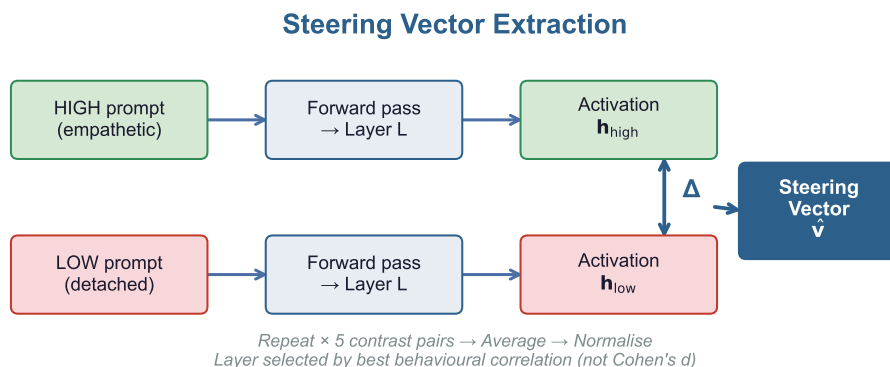 Steering Vector Extraction
HIGH prompt
(empathetic)
Forward pass
→ Layer L
Activation
h_high
Δ
Steering
Vector
v̂
LOW prompt
(detached)
Forward pass
→ Layer L
Activation
h_low
Repeat × 5 contrast pairs → Average → Normalise
Layer selected by best behavioural correlation (not Cohen's d)